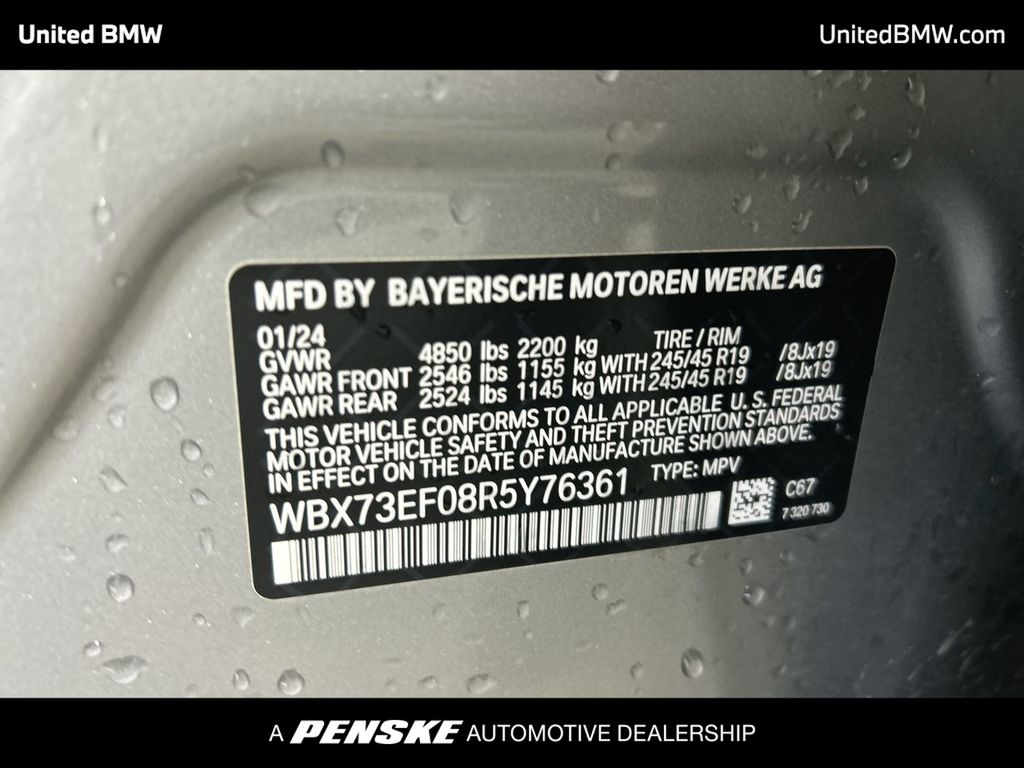 United BMW
UnitedBMW.com
MFD BY BAYERISCHE MOTOREN WERKE AG
01/24 TIRE / RIM
GVWR 4850 lbs 2200 kg
GAWR FRONT 2546 lbs 1155 kg WITH 245/45 R19 /8Jx19
GAWR REAR 2524 lbs 1145 kg WITH 245/45 R19 /8Jx19
THIS VEHICLE CONFORMS TO ALL APPLICABLE U. S. FEDERAL
MOTOR VEHICLE SAFETY AND THEFT PREVENTION STANDARDS
IN EFFECT ON THE DATE OF MANUFACTURE SHOWN ABOVE.
WBX73EF08R5Y76361 TYPE: MPV
C67
7 320 730
A PENSKE AUTOMOTIVE DEALERSHIP